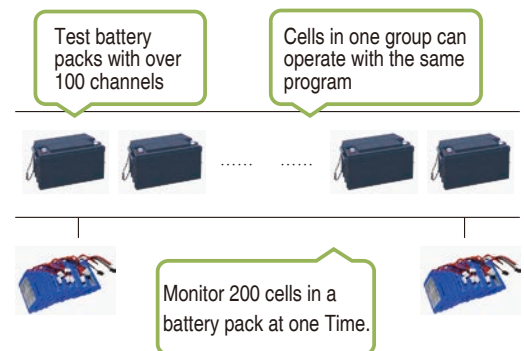 Test battery
packs with over
100 channels
Cells in one group can
operate with the same
program
...... ......
Monitor 200 cells in a
battery pack at one Time.